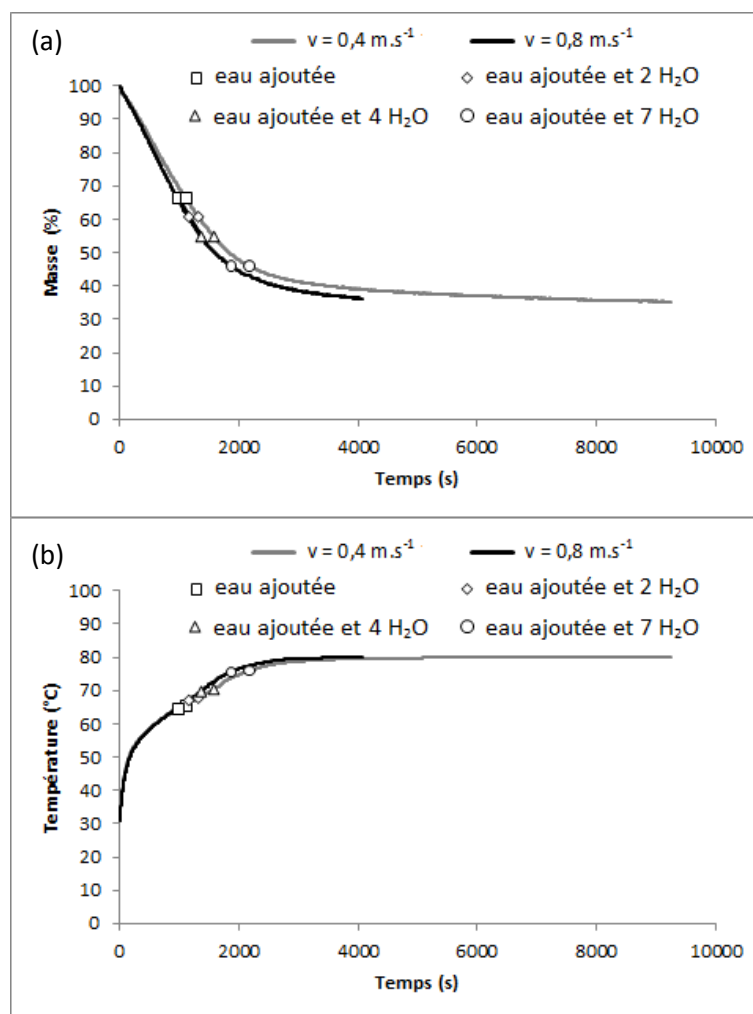 (a)
v = 0,4 m.s⁻¹ v = 0,8 m.s⁻¹
eau ajoutée eau ajoutée et 2 H₂O
eau ajoutée et 4 H₂O eau ajoutée et 7 H₂O
100
90
80
70
60
50
40
30
20
10
0
Masse (%)
0 2000 4000 6000 8000 10000
Temps (s)
(b)
v = 0,4 m.s⁻¹ v = 0,8 m.s⁻¹
eau ajoutée eau ajoutée et 2 H₂O
eau ajoutée et 4 H₂O eau ajoutée et 7 H₂O
100
90
80
70
60
50
40
30
20
10
0
Température (°C)
0 2000 4000 6000 8000 10000
Temps (s)